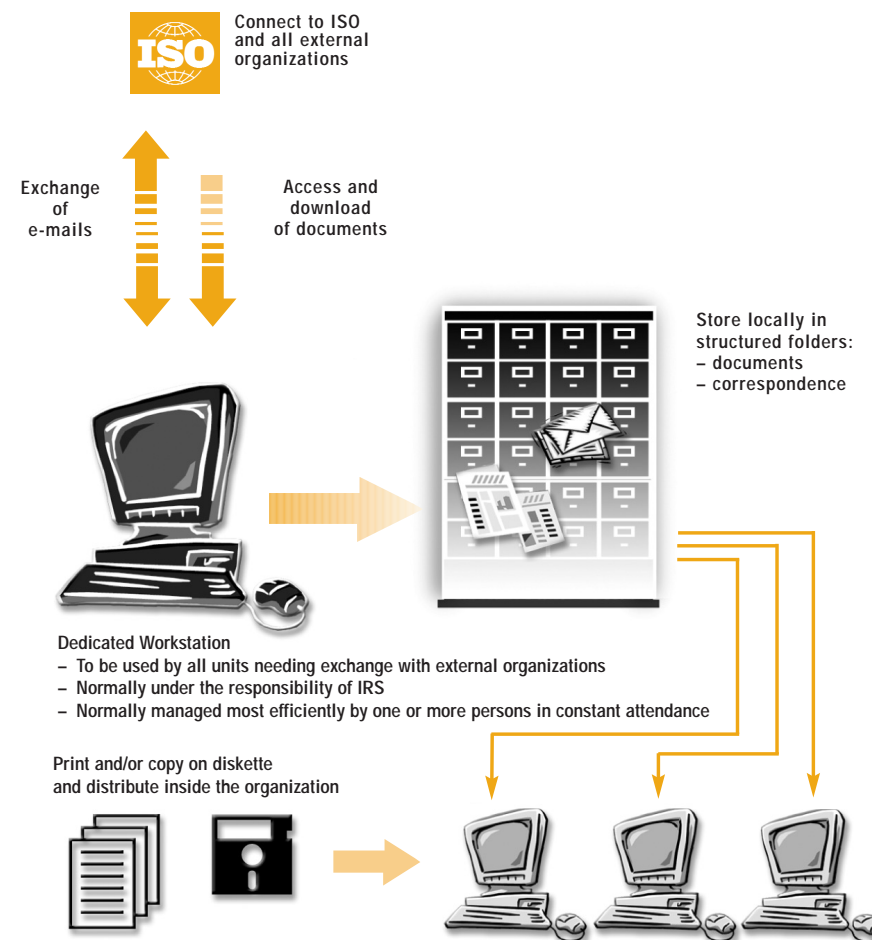 ISO
Connect to ISO
and all external
organizations
Exchange
of
e-mails
Access and
download
of documents
Store locally in
structured folders:
– documents
– correspondence
Dedicated Workstation
– To be used by all units needing exchange with external organizations
– Normally under the responsibility of IRS
– Normally managed most efficiently by one or more persons in constant attendance
Print and/or copy on diskette
and distribute inside the organization